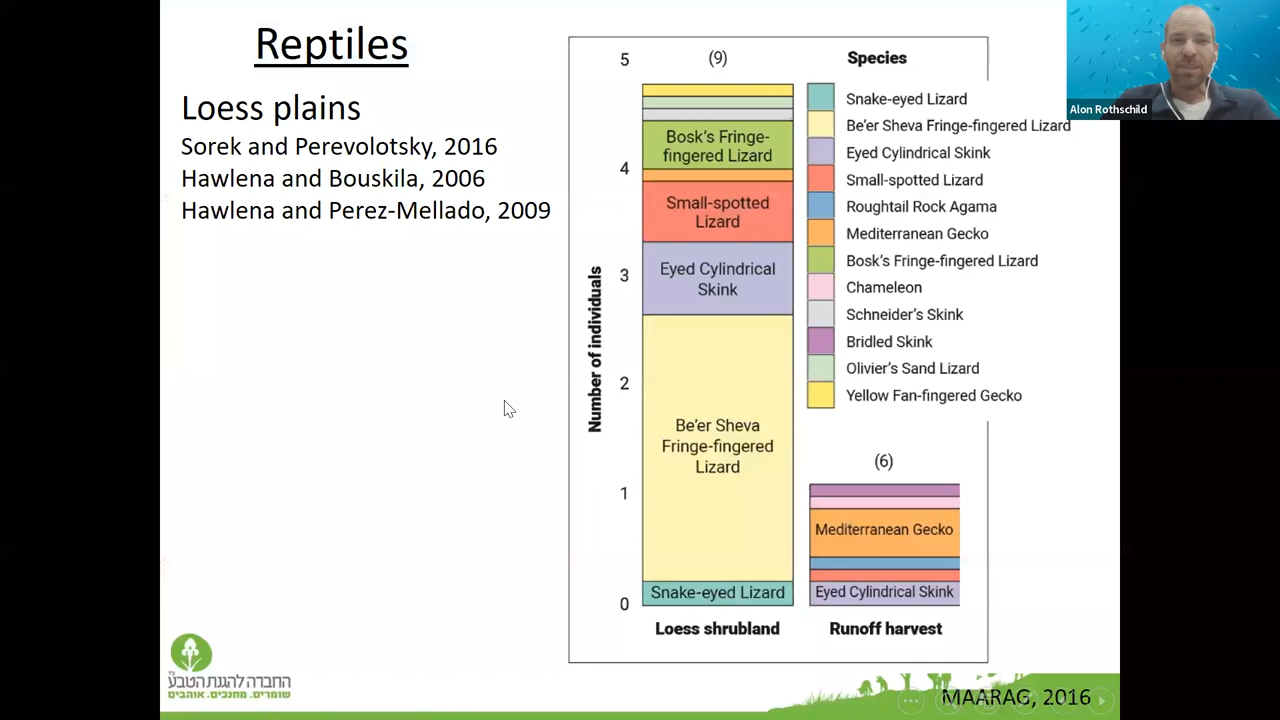 Reptiles
Loess plains
Sorek and Perevolotsky, 2016
Hawlena and Bouskila, 2006
Hawlena and Perez-Mellado, 2009
Number of individuals
5
4
3
2
1
0
(9)
Bosk's Fringe-
fingered Lizard
Small-spotted
Lizard
Eyed Cylindrical
Skink
Be'er Sheva
Fringe-fingered
Lizard
Snake-eyed Lizard
Loess shrubland
(6)
Mediterranean Gecko
Eyed Cylindrical Skink
Runoff harvest
Species
Snake-eyed Lizard
Be'er Sheva Fringe-fingered Lizard
Eyed Cylindrical Skink
Small-spotted Lizard
Roughtail Rock Agama
Mediterranean Gecko
Bosk's Fringe-fingered Lizard
Chameleon
Schneider's Skink
Bridled Skink
Olivier's Sand Lizard
Yellow Fan-fingered Gecko
Alon Rothschild
החברה להגנת הטבע
שומרים. מחנכים. אוהבים
MAARAG, 2016